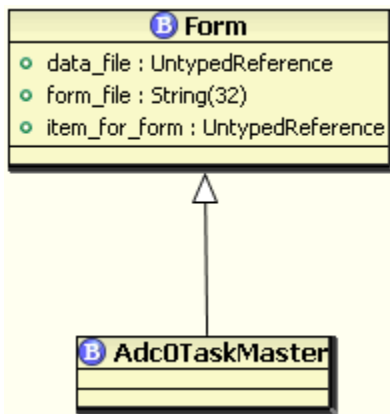 B Form
data_file : UntypedReference
form_file : String(32)
item_for_form : UntypedReference
B Adc0TaskMaster